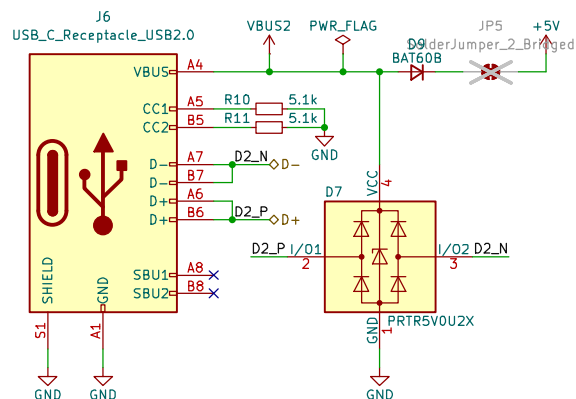 J6
USB_C_Receptacle_USB2.0
VBUS2
PWR_FLAG
D9
BAT60B
JP5
SolderJumper_2_Bridged
+5V
VBUS
A4
CC1
A5
R10
5.1k
CC2
B5
R11
5.1k
GND
D-
A7
D2_N
D-
D-
B7
D+
A6
D+
B6
D2_P
D+
SBU1
A8
SBU2
B8
SHIELD
GND
S1
A1
GND
GND
D7
VCC
4
D2_P
I/O1
2
I/O2
3
D2_N
PRTR5V0U2X
GND
1
GND